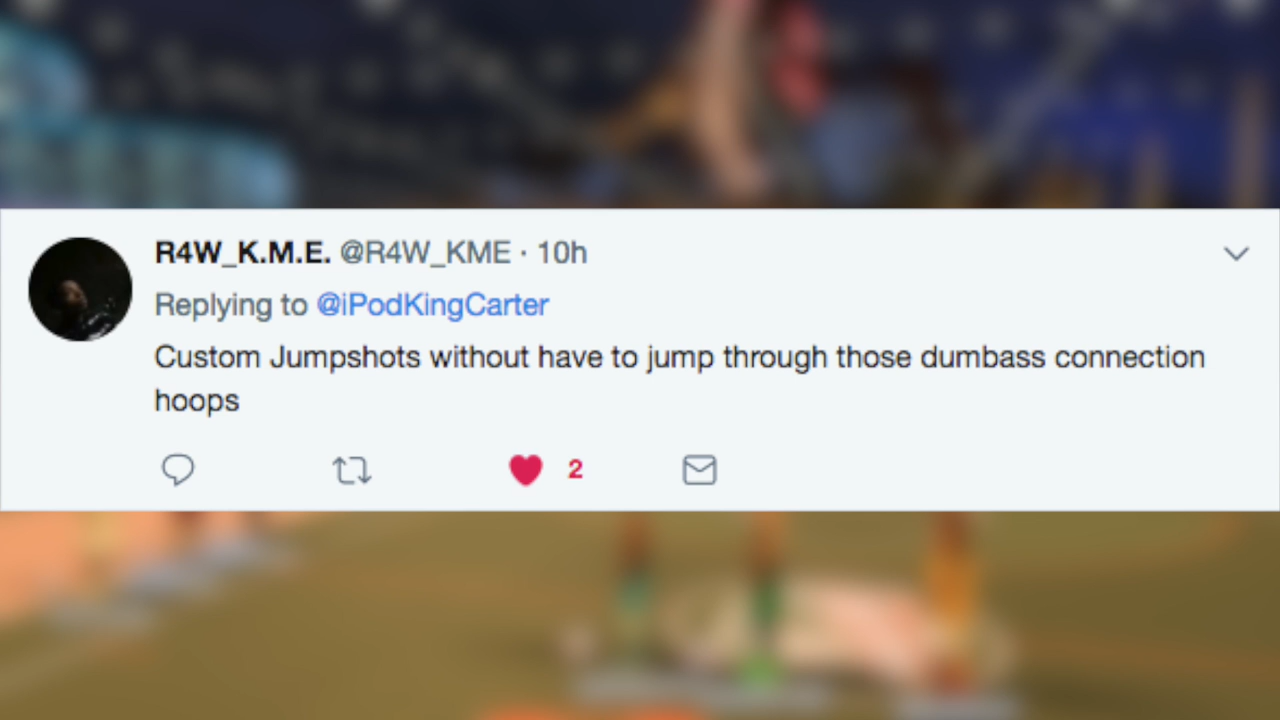 R4W_K.M.E. @R4W_KME · 10h
Replying to @iPodKingCarter
Custom Jumpshots without have to jump through those dumbass connection
hoops
2